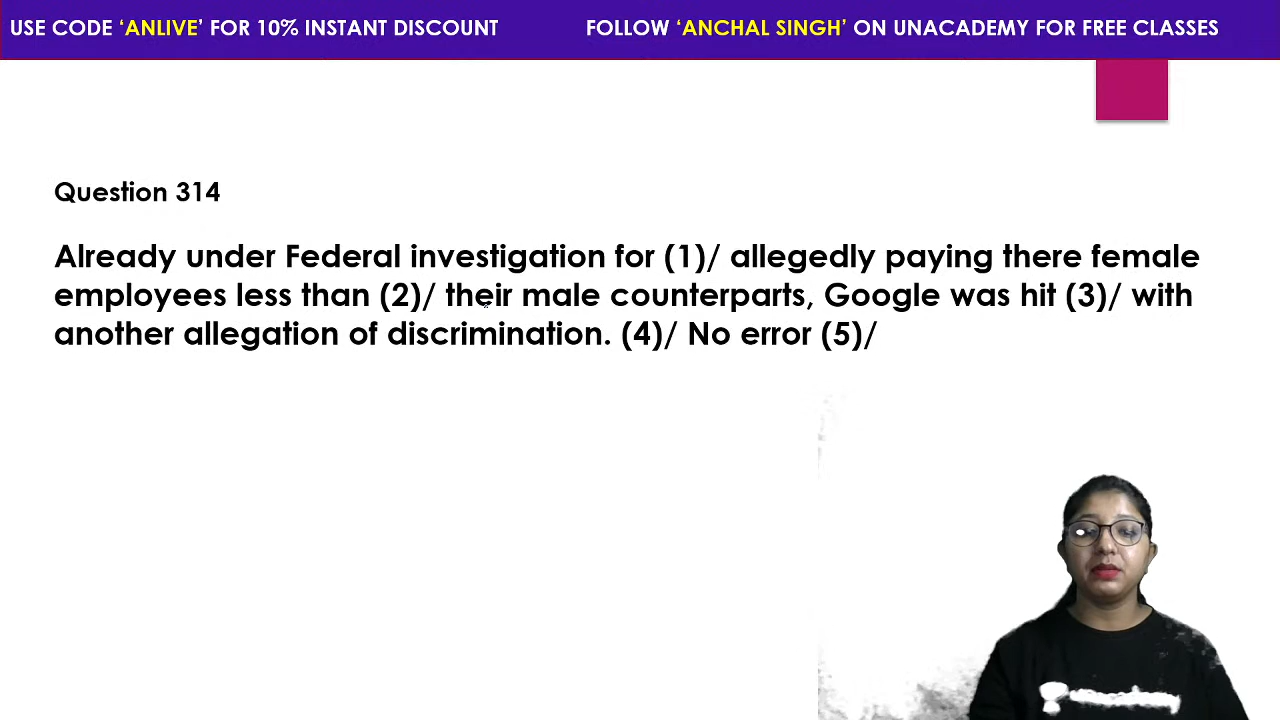 USE CODE ‘ANLIVE’ FOR 10% INSTANT DISCOUNT FOLLOW ‘ANCHAL SINGH’ ON UNACADEMY FOR FREE CLASSES
Question 314
Already under Federal investigation for (1)/ allegedly paying there female
employees less than (2)/ their male counterparts, Google was hit (3)/ with
another allegation of discrimination. (4)/ No error (5)/